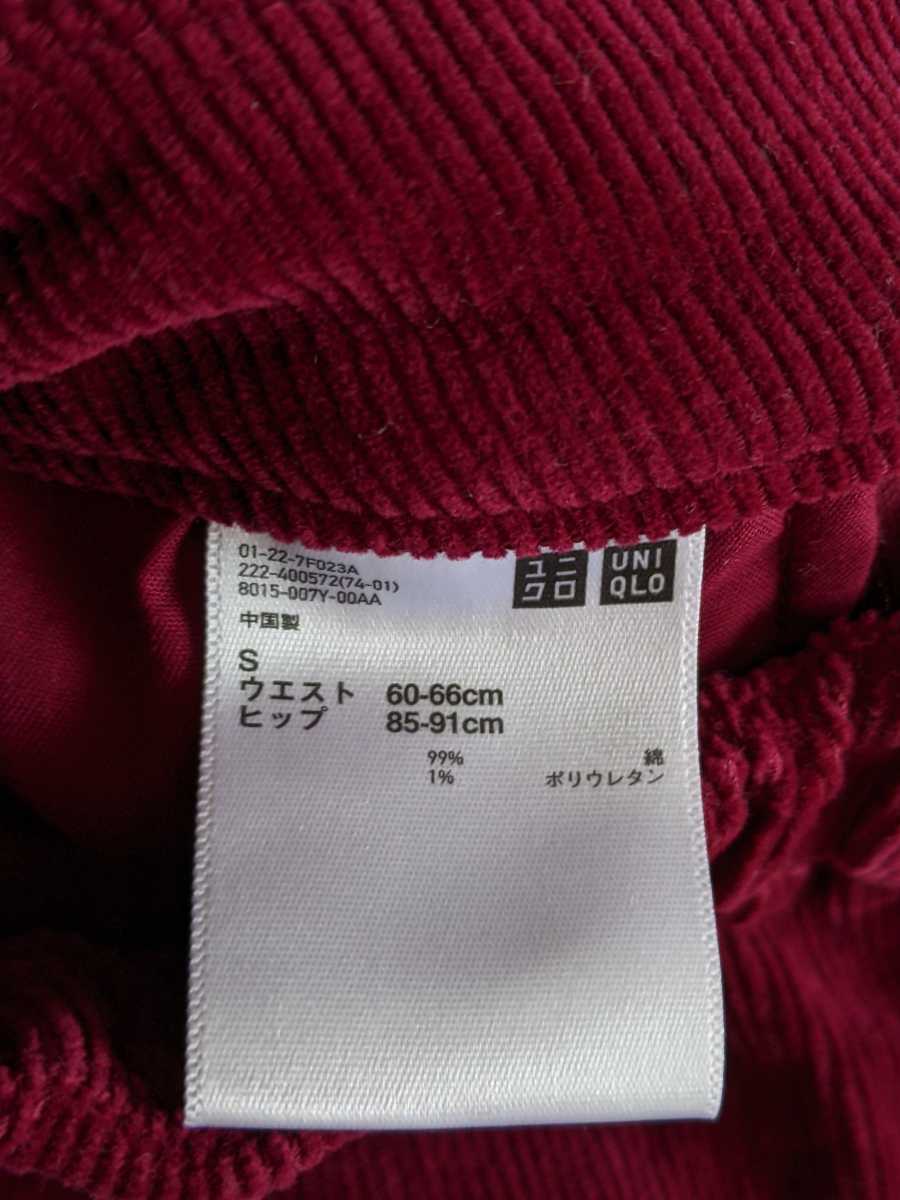 01-22-7F023A
222-400572(74-01)
8015-007Y-00AA
ユニ
クロ
UNI
QLO
中国製
S
ウエスト 60-66cm
ヒップ 85-91cm
99% 綿
1% ポリウレタン